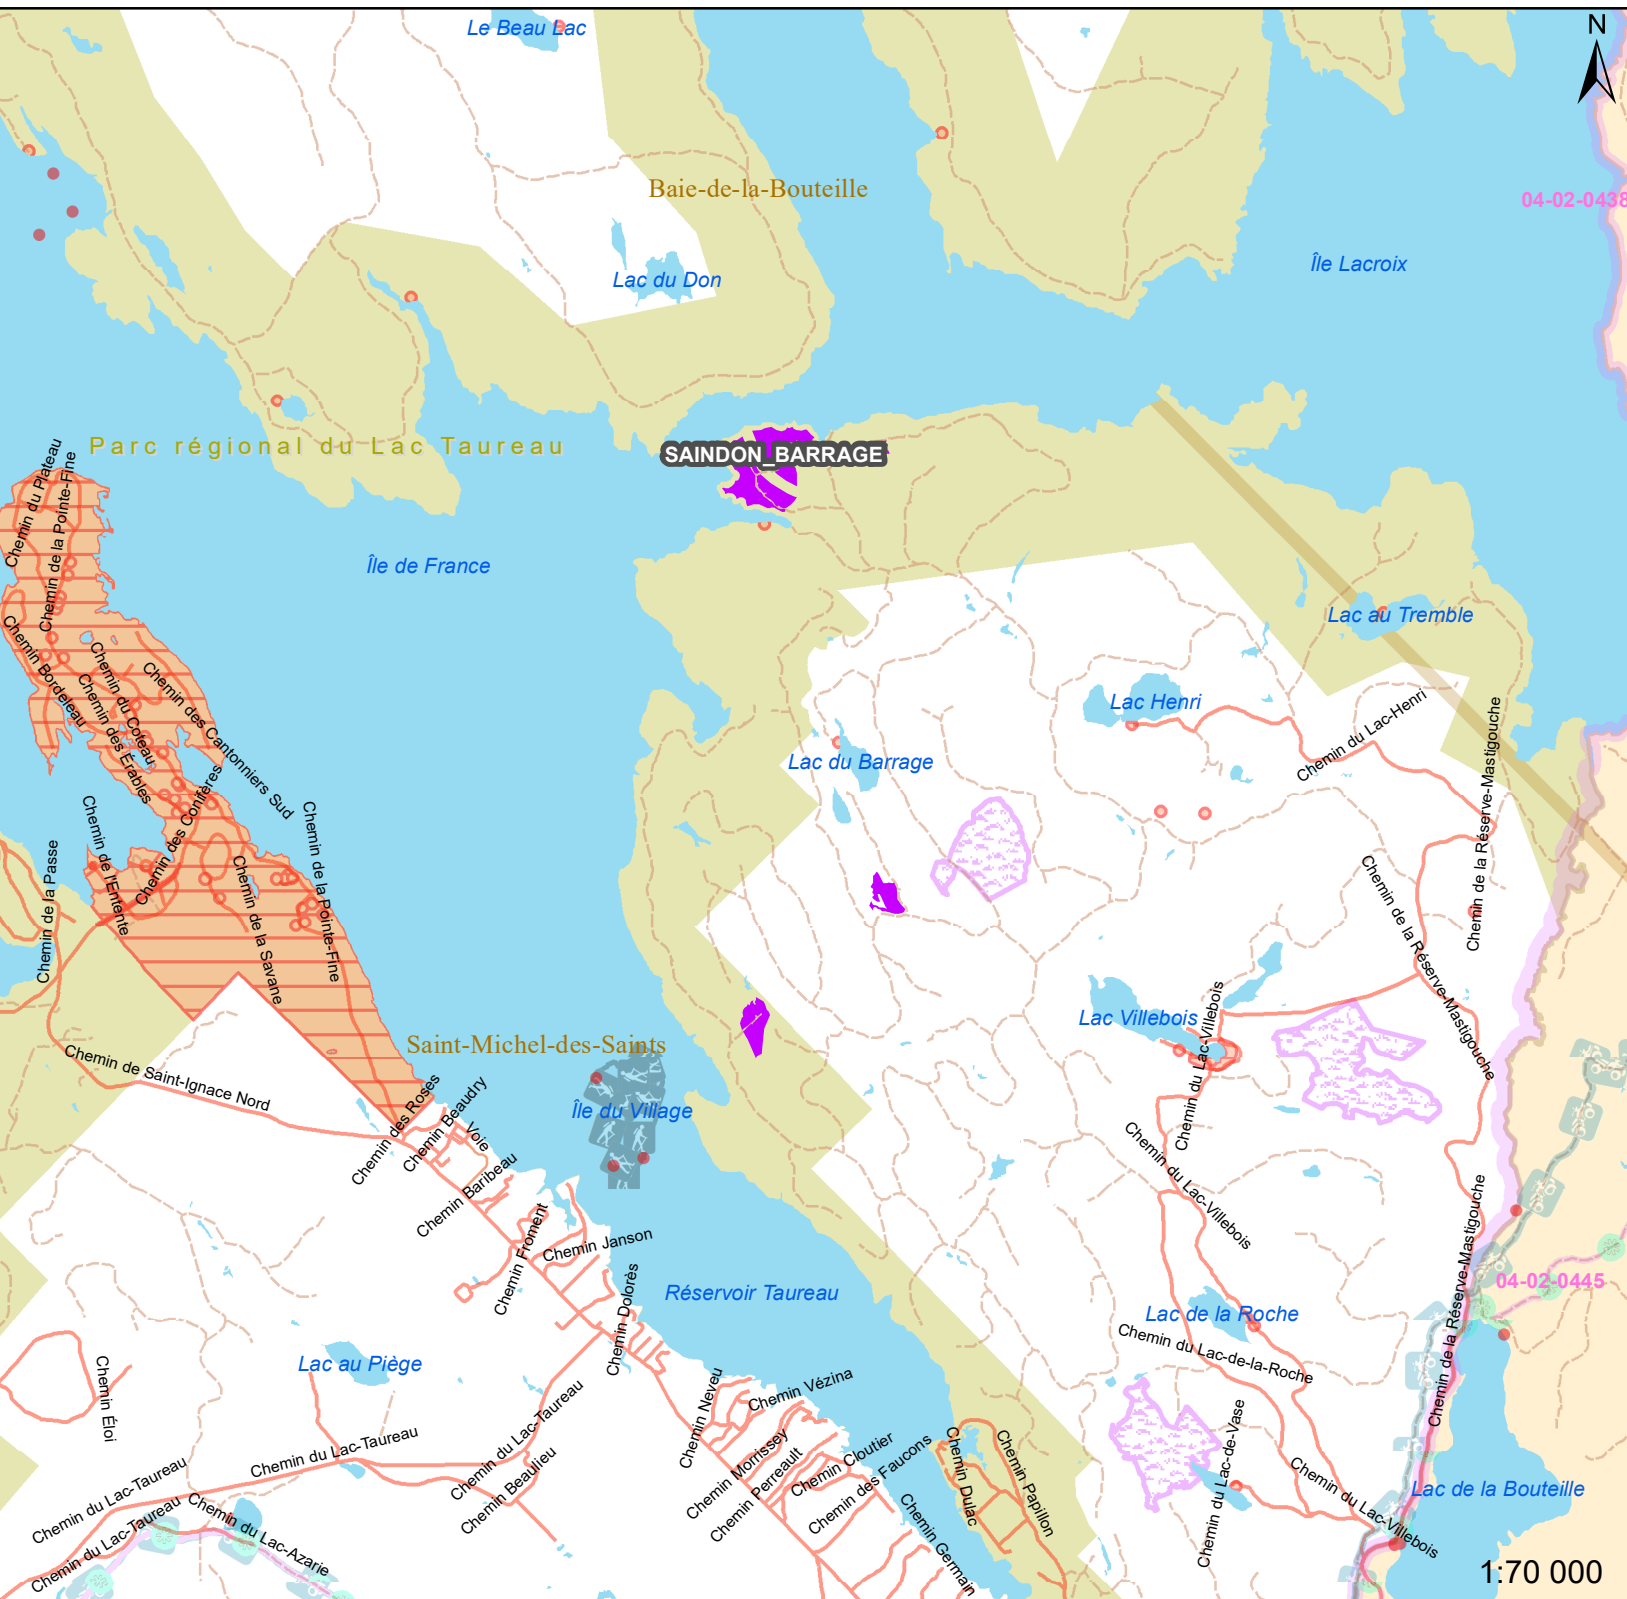 Le Beau Lac
N
Baie-de-la-Bouteille
04-02-0438
Île Lacroix
Lac du Don
Parc régional du Lac Taureau
SAINDON_BARRAGE
Chemin du Plateau
Chemin de la Pointe-Fine
Île de France
Lac au Tremble
Chemin Bordeleau
Chemin du Coteau
Chemin des Érables
Chemin des Cantonniers Sud
Lac Henri
Chemin du Lac-Henri
Chemin de la Réserve-Mastigouche
Lac du Barrage
Chemin des Conifères
Chemin de l'Entente
Chemin de la Passe
Chemin de la Savane
Chemin de la Pointe-Fine
Chemin de la Réserve-Mastigouche
Lac Villebois
Chemin du Lac-Villebois
Saint-Michel-des-Saints
Chemin de Saint-Ignace Nord
Chemin des Roses
Chemin Beaudry
Voie
Île du Village
Chemin Baribeau
Chemin du Lac-Villebois
Chemin Froment
Chemin Janson
Chemin Dolorès
Réservoir Taureau
04-02-0445
Chemin de la Réserve-Mastigouche
Lac de la Roche
Chemin du Lac-de-la-Roche
Lac au Piège
Chemin Éloi
Chemin Neveu
Chemin Vézina
Chemin du Lac-Taureau
Chemin du Lac-Taureau
Chemin du Lac-Taureau
Chemin Beaulieu
Chemin Morrissey
Chemin Perreault
Chemin Cloutier
Chemin des Faucons
Chemin Dulac
Chemin Papillon
Chemin Germain
Chemin du Lac-de-Vase
Chemin du Lac-Villebois
Lac de la Bouteille
Chemin du Lac-Taureau
Chemin du Lac-Azarie
1:70 000